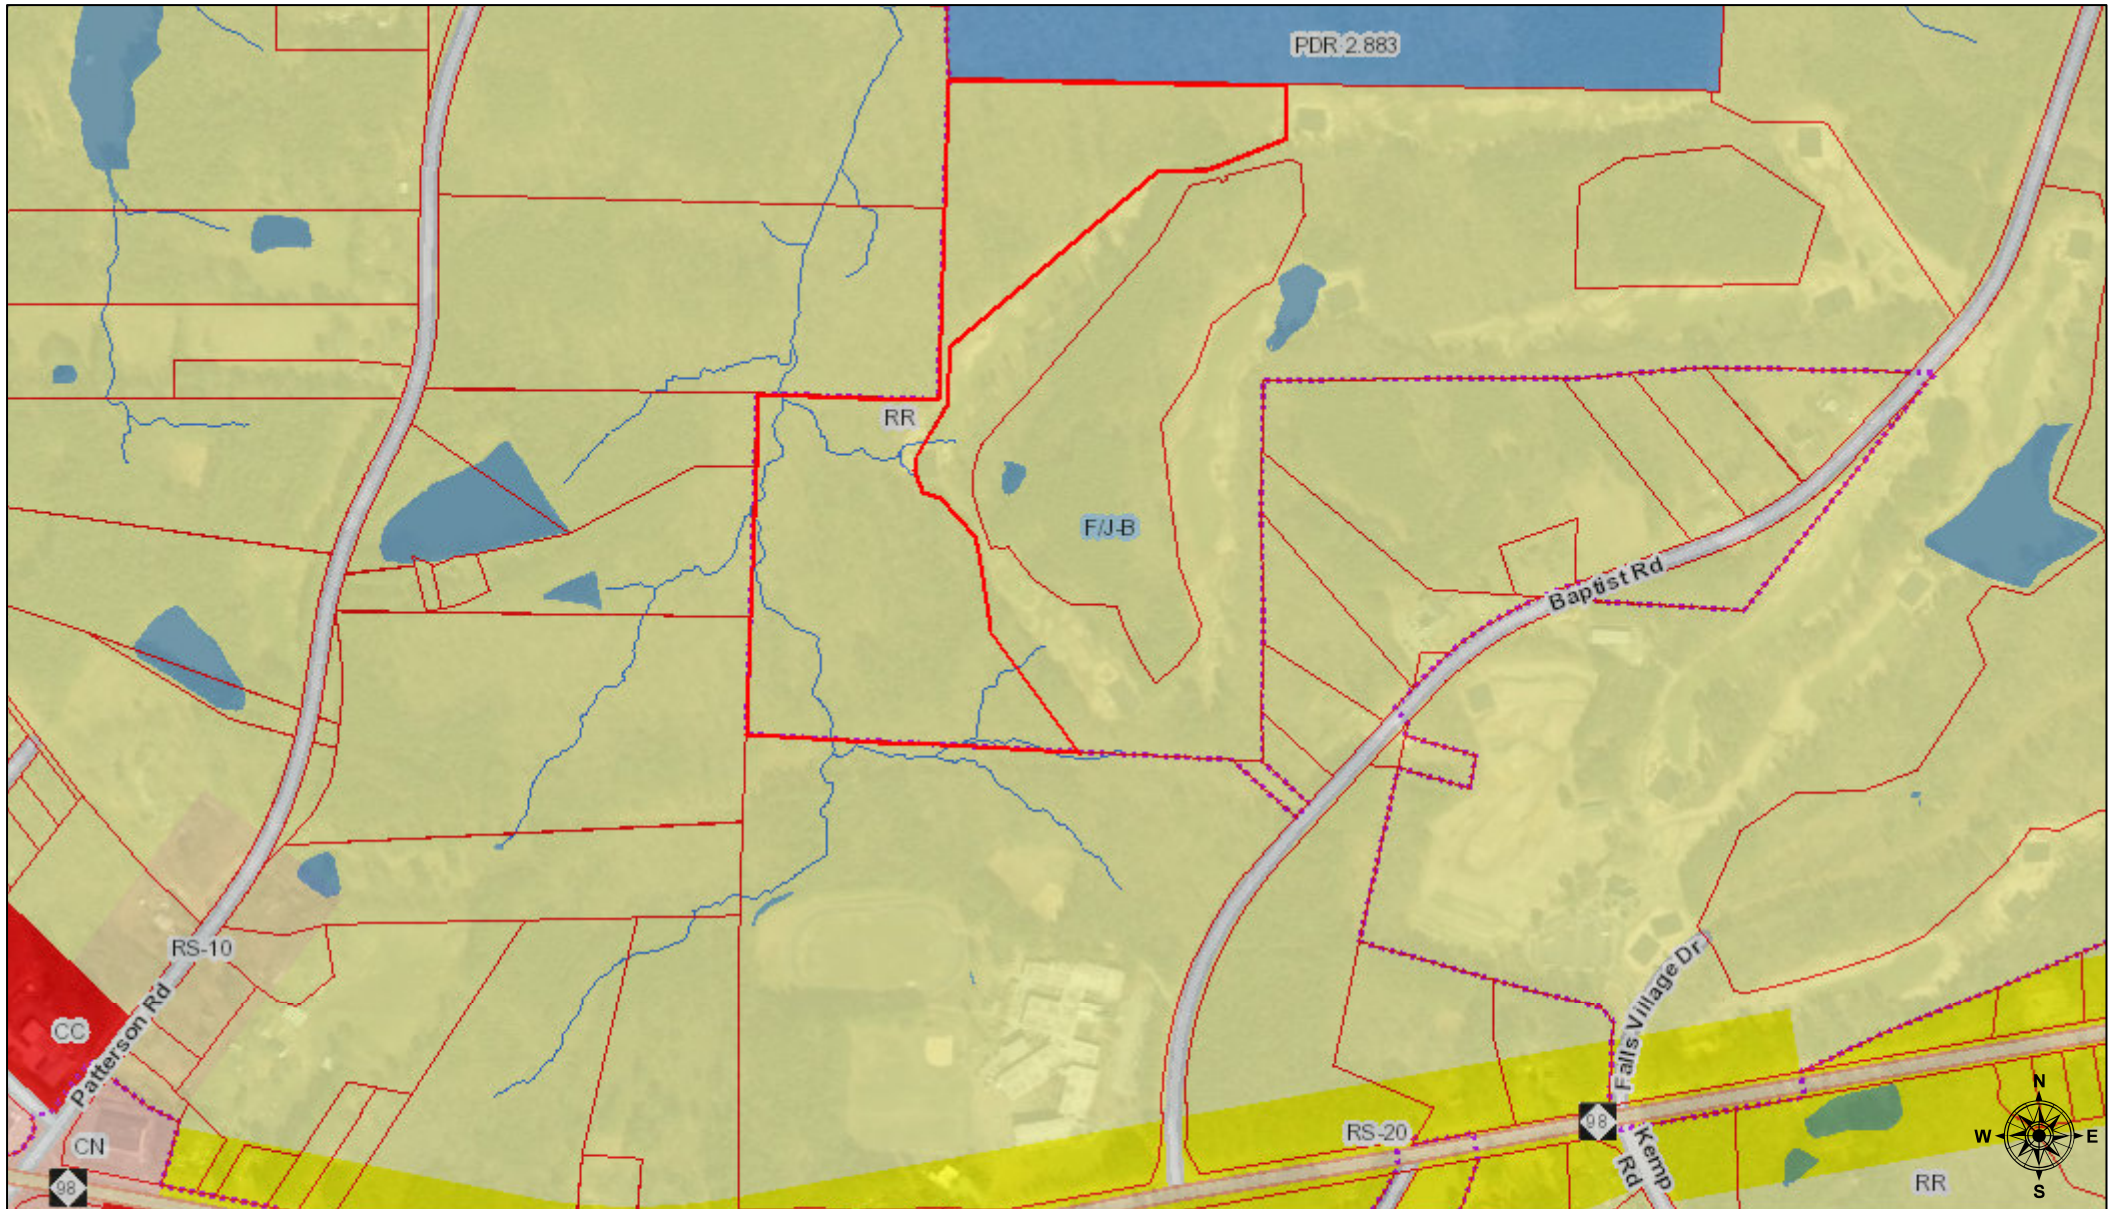 PDR 2.883
RR
F/J-B
Baptist Rd
RS-10
Falls Village Dr
CC
Patterson Rd
N
98
RS-20
W
E
CN
Kemp
Rd
98
RR
S